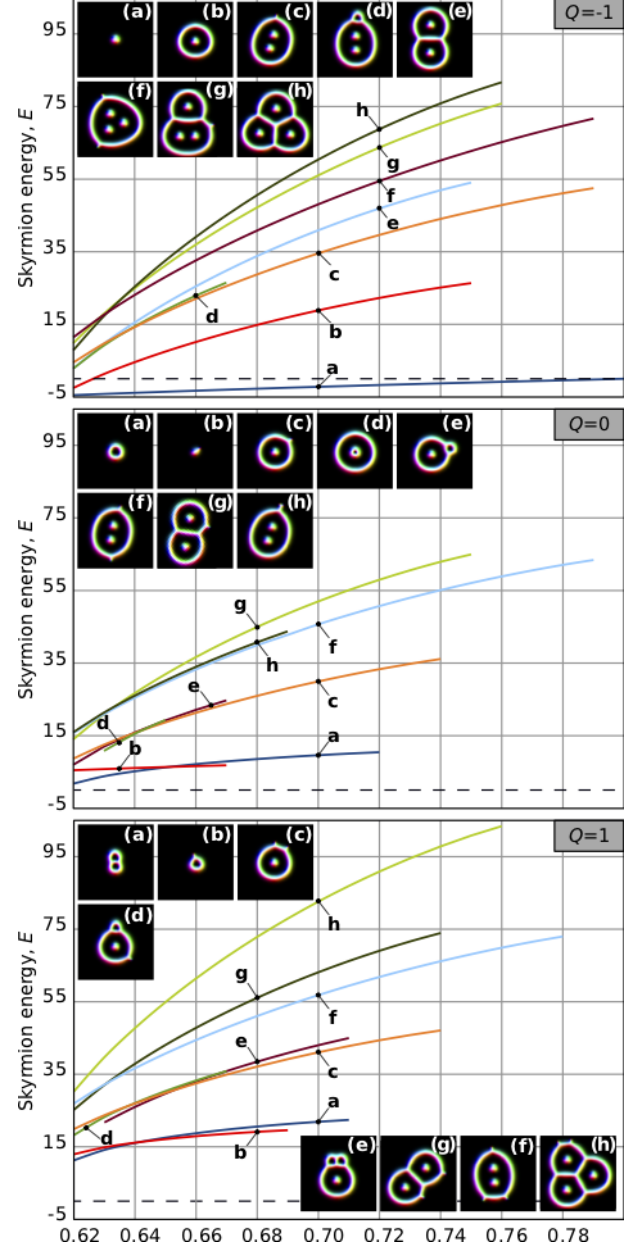 (a) (b) (c) (d) (e) Q=-1
(f) (g) (h)
95
75
55
35
15
-5
Skyrmion energy, E
h
g
f
e
c
d
b
a
(a) (b) (c) (d) (e) Q=0
(f) (g) (h)
95
75
55
35
15
-5
Skyrmion energy, E
g
h
f
e
c
d
b
a
(a) (b) (c) Q=1
(d)
95
75
55
35
15
-5
Skyrmion energy, E
h
g
f
e
c
a
d
b
(e) (g) (f) (h)
0.62 0.64 0.66 0.68 0.70 0.72 0.74 0.76 0.78